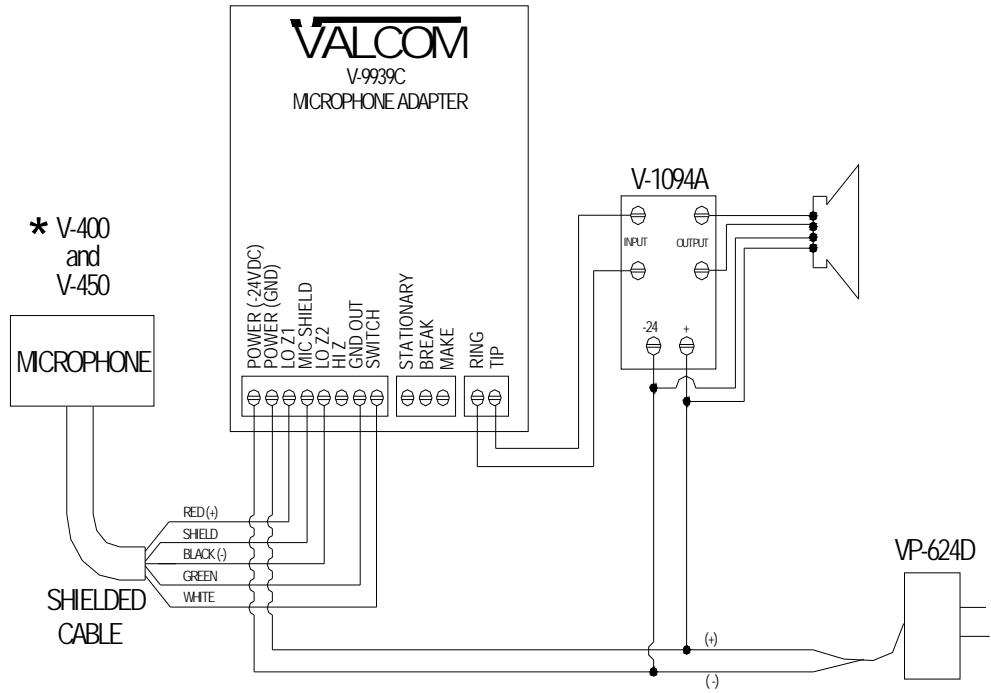 VALCOM
V-9939C
MICROPHONE ADAPTER
V-1094A
INPUT
OUTPUT
-24
+
* V-400
and
V-450
MICROPHONE
POWER (-24VDC)
POWER (GND)
LO Z1
MIC SHIELD
LO Z2
HI Z
GND OUT
SWITCH
STATIONARY
BREAK
MAKE
RING
TIP
RED (+)
SHIELD
BLACK (-)
GREEN
WHITE
SHIELDED
CABLE
VP-624D
(+)
(-)